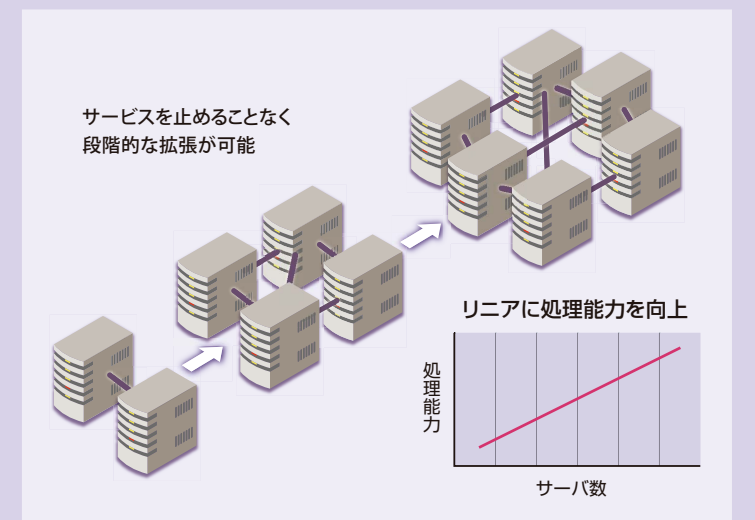 サービスを止めることなく
段階的な拡張が可能
リニアに処理能力を向上
処理能力
サーバ数